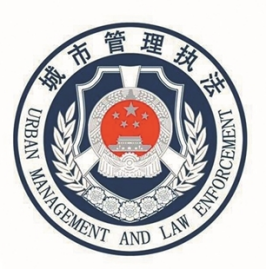 城市管理执法
URBAN MANAGEMENT AND LAW ENFORCEMENT